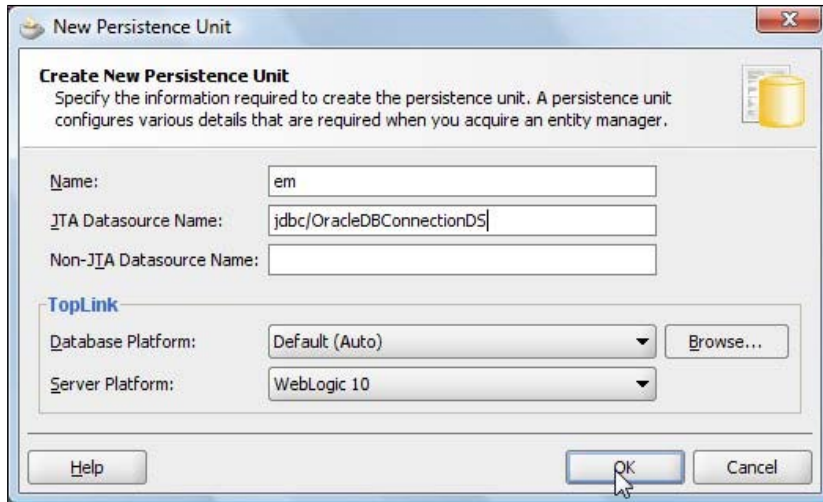 New Persistence Unit
Create New Persistence Unit
Specify the information required to create the persistence unit. A persistence unit
configures various details that are required when you acquire an entity manager.
Name: em
JTA Datasource Name: jdbc/OracleDBConnectionDS
Non-JTA Datasource Name:
TopLink
Database Platform: Default (Auto) Browse...
Server Platform: WebLogic 10
Help OK Cancel